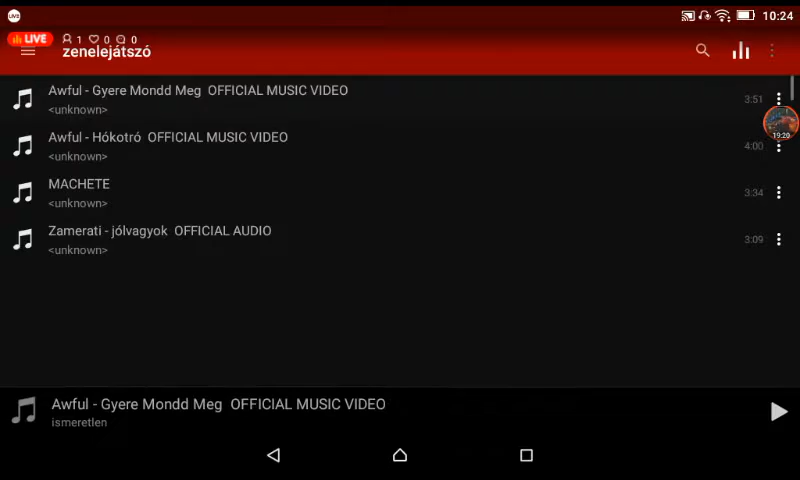 LIVE
10:24
LIVE 1 0 0
zenelejátszó
Awful - Gyere Mondd Meg OFFICIAL MUSIC VIDEO
<unknown>
3:51
19:20
Awful - Hókotró OFFICIAL MUSIC VIDEO
<unknown>
4:00
MACHETE
<unknown>
3:34
Zamerati - jólvagyok OFFICIAL AUDIO
<unknown>
3:09
Awful - Gyere Mondd Meg OFFICIAL MUSIC VIDEO
ismeretlen